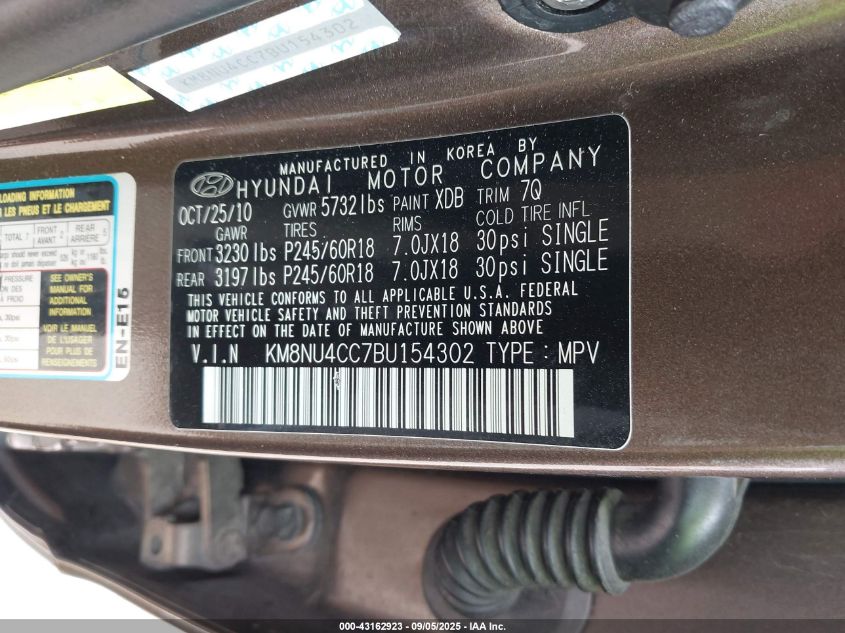 KM8NU4CC7BU154302
MANUFACTURED IN KOREA BY
HYUNDAI MOTOR COMPANY
OCT/25/10 GVWR 5732lbs PAINT XDB TRIM 7Q
GAWR TIRES RIMS COLD TIRE INFL
FRONT 3230lbs P245/60R18 7.0JX18 30psi SINGLE
REAR 3197lbs P245/60R18 7.0JX18 30psi SINGLE
THIS VEHICLE CONFORMS TO ALL APPLICABLE U.S.A. FEDERAL
MOTOR VEHICLE SAFETY AND THEFT PREVENTION STANDARDS
IN EFFECT ON THE DATE OF MANUFACTURE SHOWN ABOVE
V.I.N KM8NU4CC7BU154302 TYPE : MPV
LOADING INFORMATION
LES PNEUS ET LE CHARGEMENT
TOTAL 7 FRONT AVANT 2 REAR ARRIÈRE 5
PRESSURE
SEE OWNER'S
MANUAL FOR
ADDITIONAL
INFORMATION
VOIR LE MANUEL
DE L'USAGER
POUR PLUS DE
RENSEIGNEMENTS
EN-E15
000-43162923 - 09/05/2025 - IAA Inc.